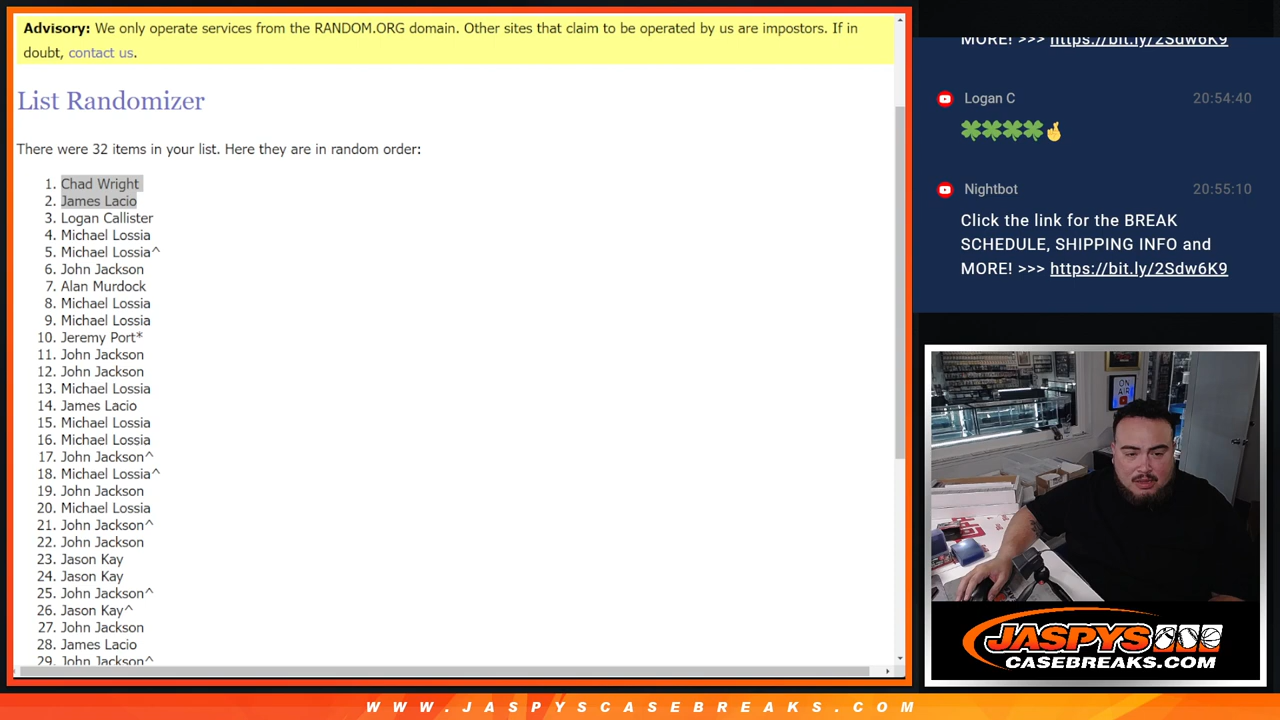 Advisory: We only operate services from the RANDOM.ORG domain. Other sites that claim to be operated by us are impostors. If in
doubt, contact us.
List Randomizer
There were 32 items in your list. Here they are in random order:
1. Chad Wright
2. James Lacio
3. Logan Callister
4. Michael Lossia
5. Michael Lossia^
6. John Jackson
7. Alan Murdock
8. Michael Lossia
9. Michael Lossia
10. Jeremy Port*
11. John Jackson
12. John Jackson
13. Michael Lossia
14. James Lacio
15. Michael Lossia
16. Michael Lossia
17. John Jackson^
18. Michael Lossia^
19. John Jackson
20. Michael Lossia
21. John Jackson^
22. John Jackson
23. Jason Kay
24. Jason Kay
25. John Jackson^
26. Jason Kay^
27. John Jackson
28. James Lacio
29. John Jackson^
MORE! >>> https://bit.ly/2Sdw6K9
Logan C 20:54:40
Nightbot 20:55:10
Click the link for the BREAK
SCHEDULE, SHIPPING INFO and
MORE! >>> https://bit.ly/2Sdw6K9
ON
AIR
JASPYS
CASEBREAKS.COM
WWW.JASPYSCASEBREAKS.COM